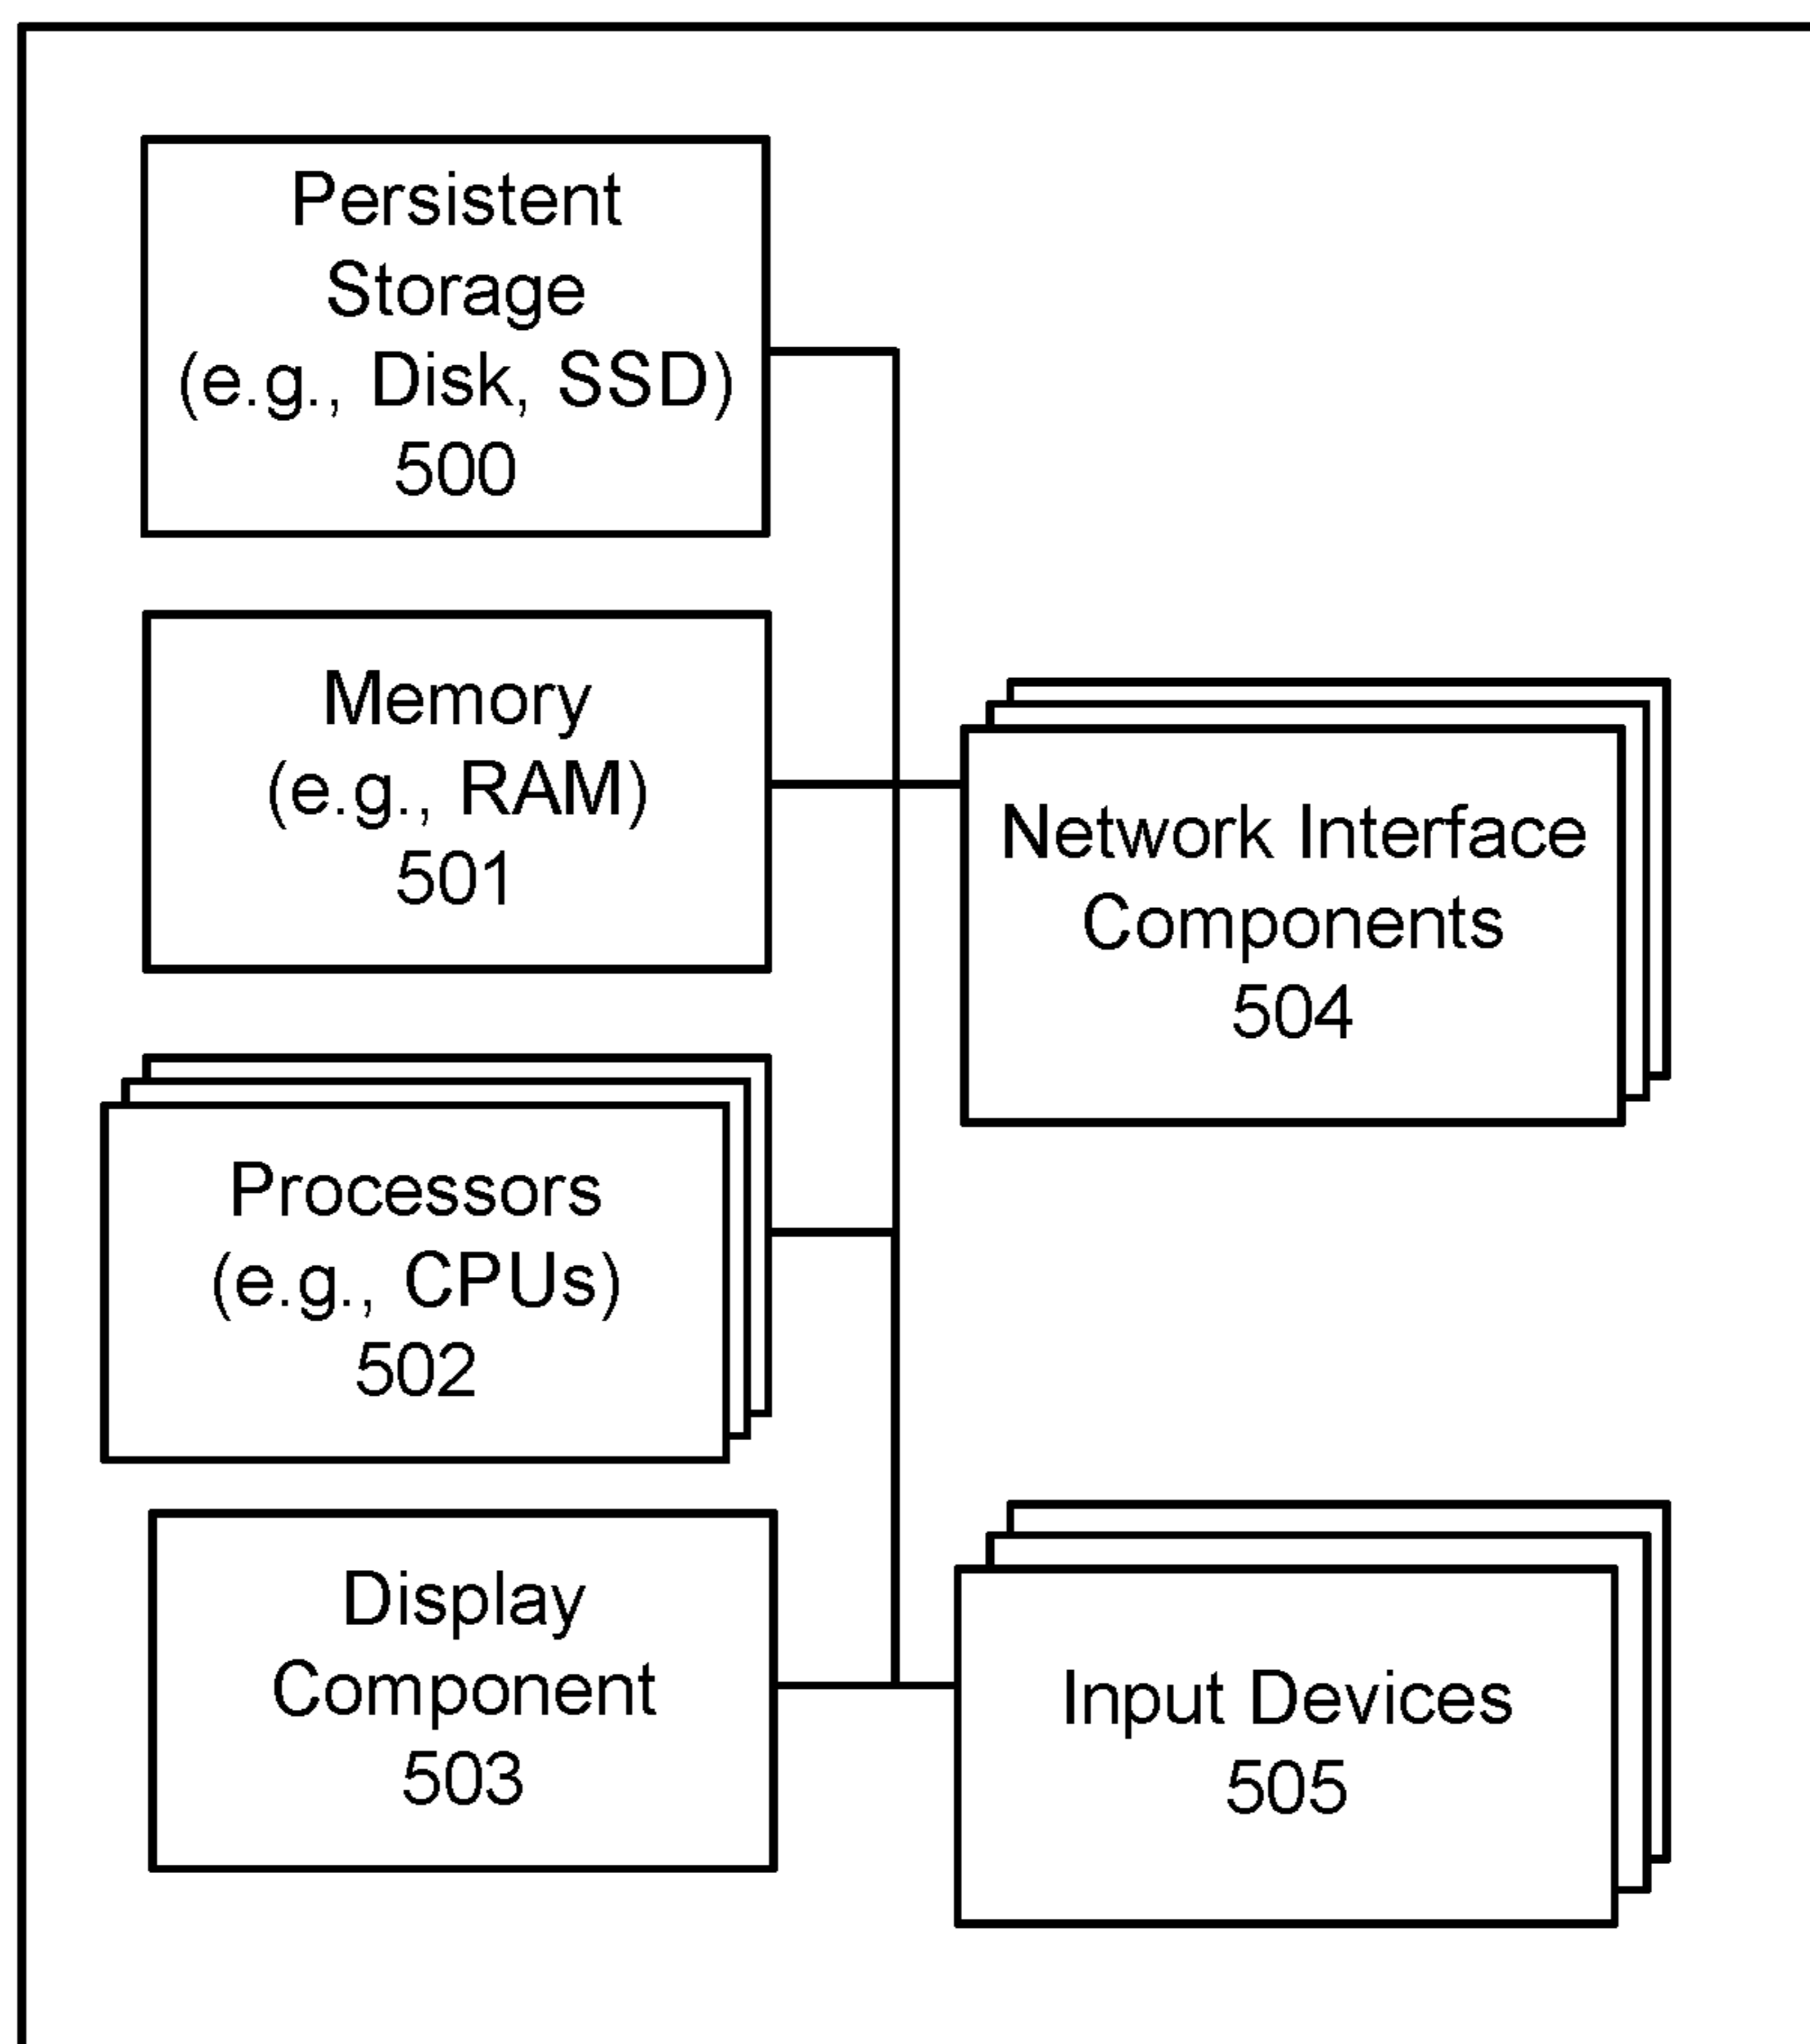 Persistent
Storage
(e.g., Disk, SSD)
500
Memory
(e.g., RAM)
501
Processors
(e.g., CPUs)
502
Display
Component
503
Network Interface
Components
504
Input Devices
505